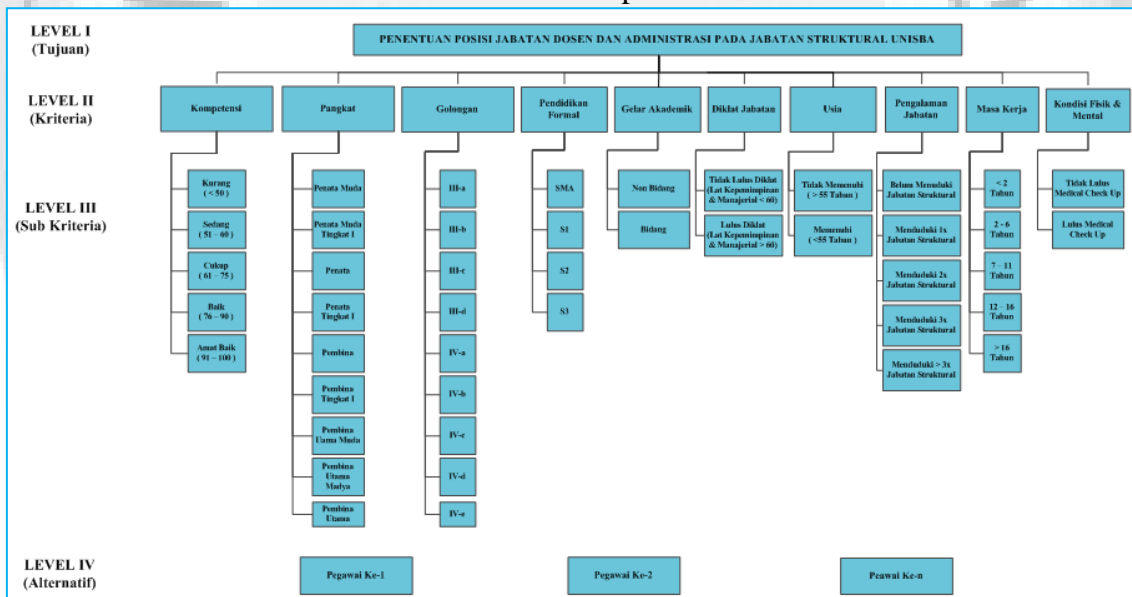 LEVEL I
(Tujuan)
PENENTUAN POSISI JABATAN DOSEN DAN ADMINISTRASI PADA JABATAN STRUKTURAL UNISBA
LEVEL II
(Kriteria)
Kompetensi
Pangkat
Golongan
Pendidikan
Formal
Gelar Akademik
Diklat Jabatan
Usia
Pengalaman
Jabatan
Masa Kerja
Kondisi Fisik &
Mental
LEVEL III
(Sub Kriteria)
Kurang
( < 50 )
Sedang
( 51 – 60 )
Cukup
( 61 – 75 )
Baik
( 76 – 90 )
Amat Baik
( 91 – 100 )
Penata Muda
Penata Muda
Tingkat I
Penata
Penata
Tingkat I
Pembina
Pembina
Tingkat I
Pembina
Uama Muda
Pembina
Utama
Madya
Pembina
Utama
III-a
III-b
III-c
III-d
IV-a
IV-b
IV-c
IV-d
IV-e
SMA
S1
S2
S3
Non Bidang
Bidang
Tidak Lulus Diklat
(Lat Kepemimpinan
& Manajerial < 60)
Lulus Diklat
(Lat Kepemimpinan
& Manajerial > 60)
Tidak Memenuhi
( > 55 Tahun )
Memenuhi
( <55 Tahun )
Belum Menuduki
Jabatan Struktural
Menduduki 1x
Jabatan Struktural
Menduduki 2x
Jabatan Struktural
Menduduki 3x
Jabatan Struktural
Menduduki > 3x
Jabatan Struktural
< 2
Tahun
2 - 6
Tahun
7 – 11
Tahun
12 – 16
Tahun
> 16
Tahun
Tidak Lulus
Medical Check Up
Lulus Medical
Check Up
LEVEL IV
(Alternatif)
Pegawai Ke-1
Pegawai Ke-2
Peawai Ke-n